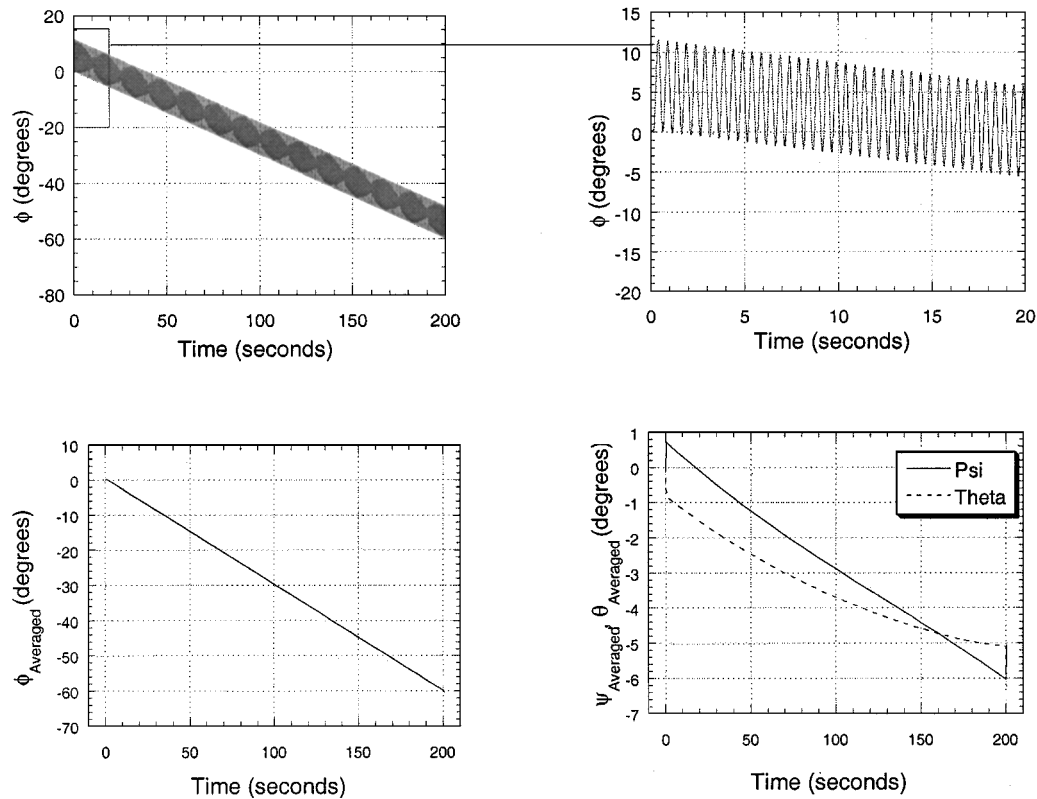 20
0
-20
-40
-60
-80
ϕ (degrees)
0 50 100 150 200
Time (seconds)
15
10
5
0
-5
-10
-15
-20
ϕ (degrees)
0 5 10 15 20
Time (seconds)
10
0
-10
-20
-30
-40
-50
-60
-70
ϕ Averaged (degrees)
0 50 100 150 200
Time (seconds)
1
0
-1
-2
-3
-4
-5
-6
-7
ψ Averaged, θ Averaged (degrees)
Psi
Theta
0 50 100 150 200
Time (seconds)